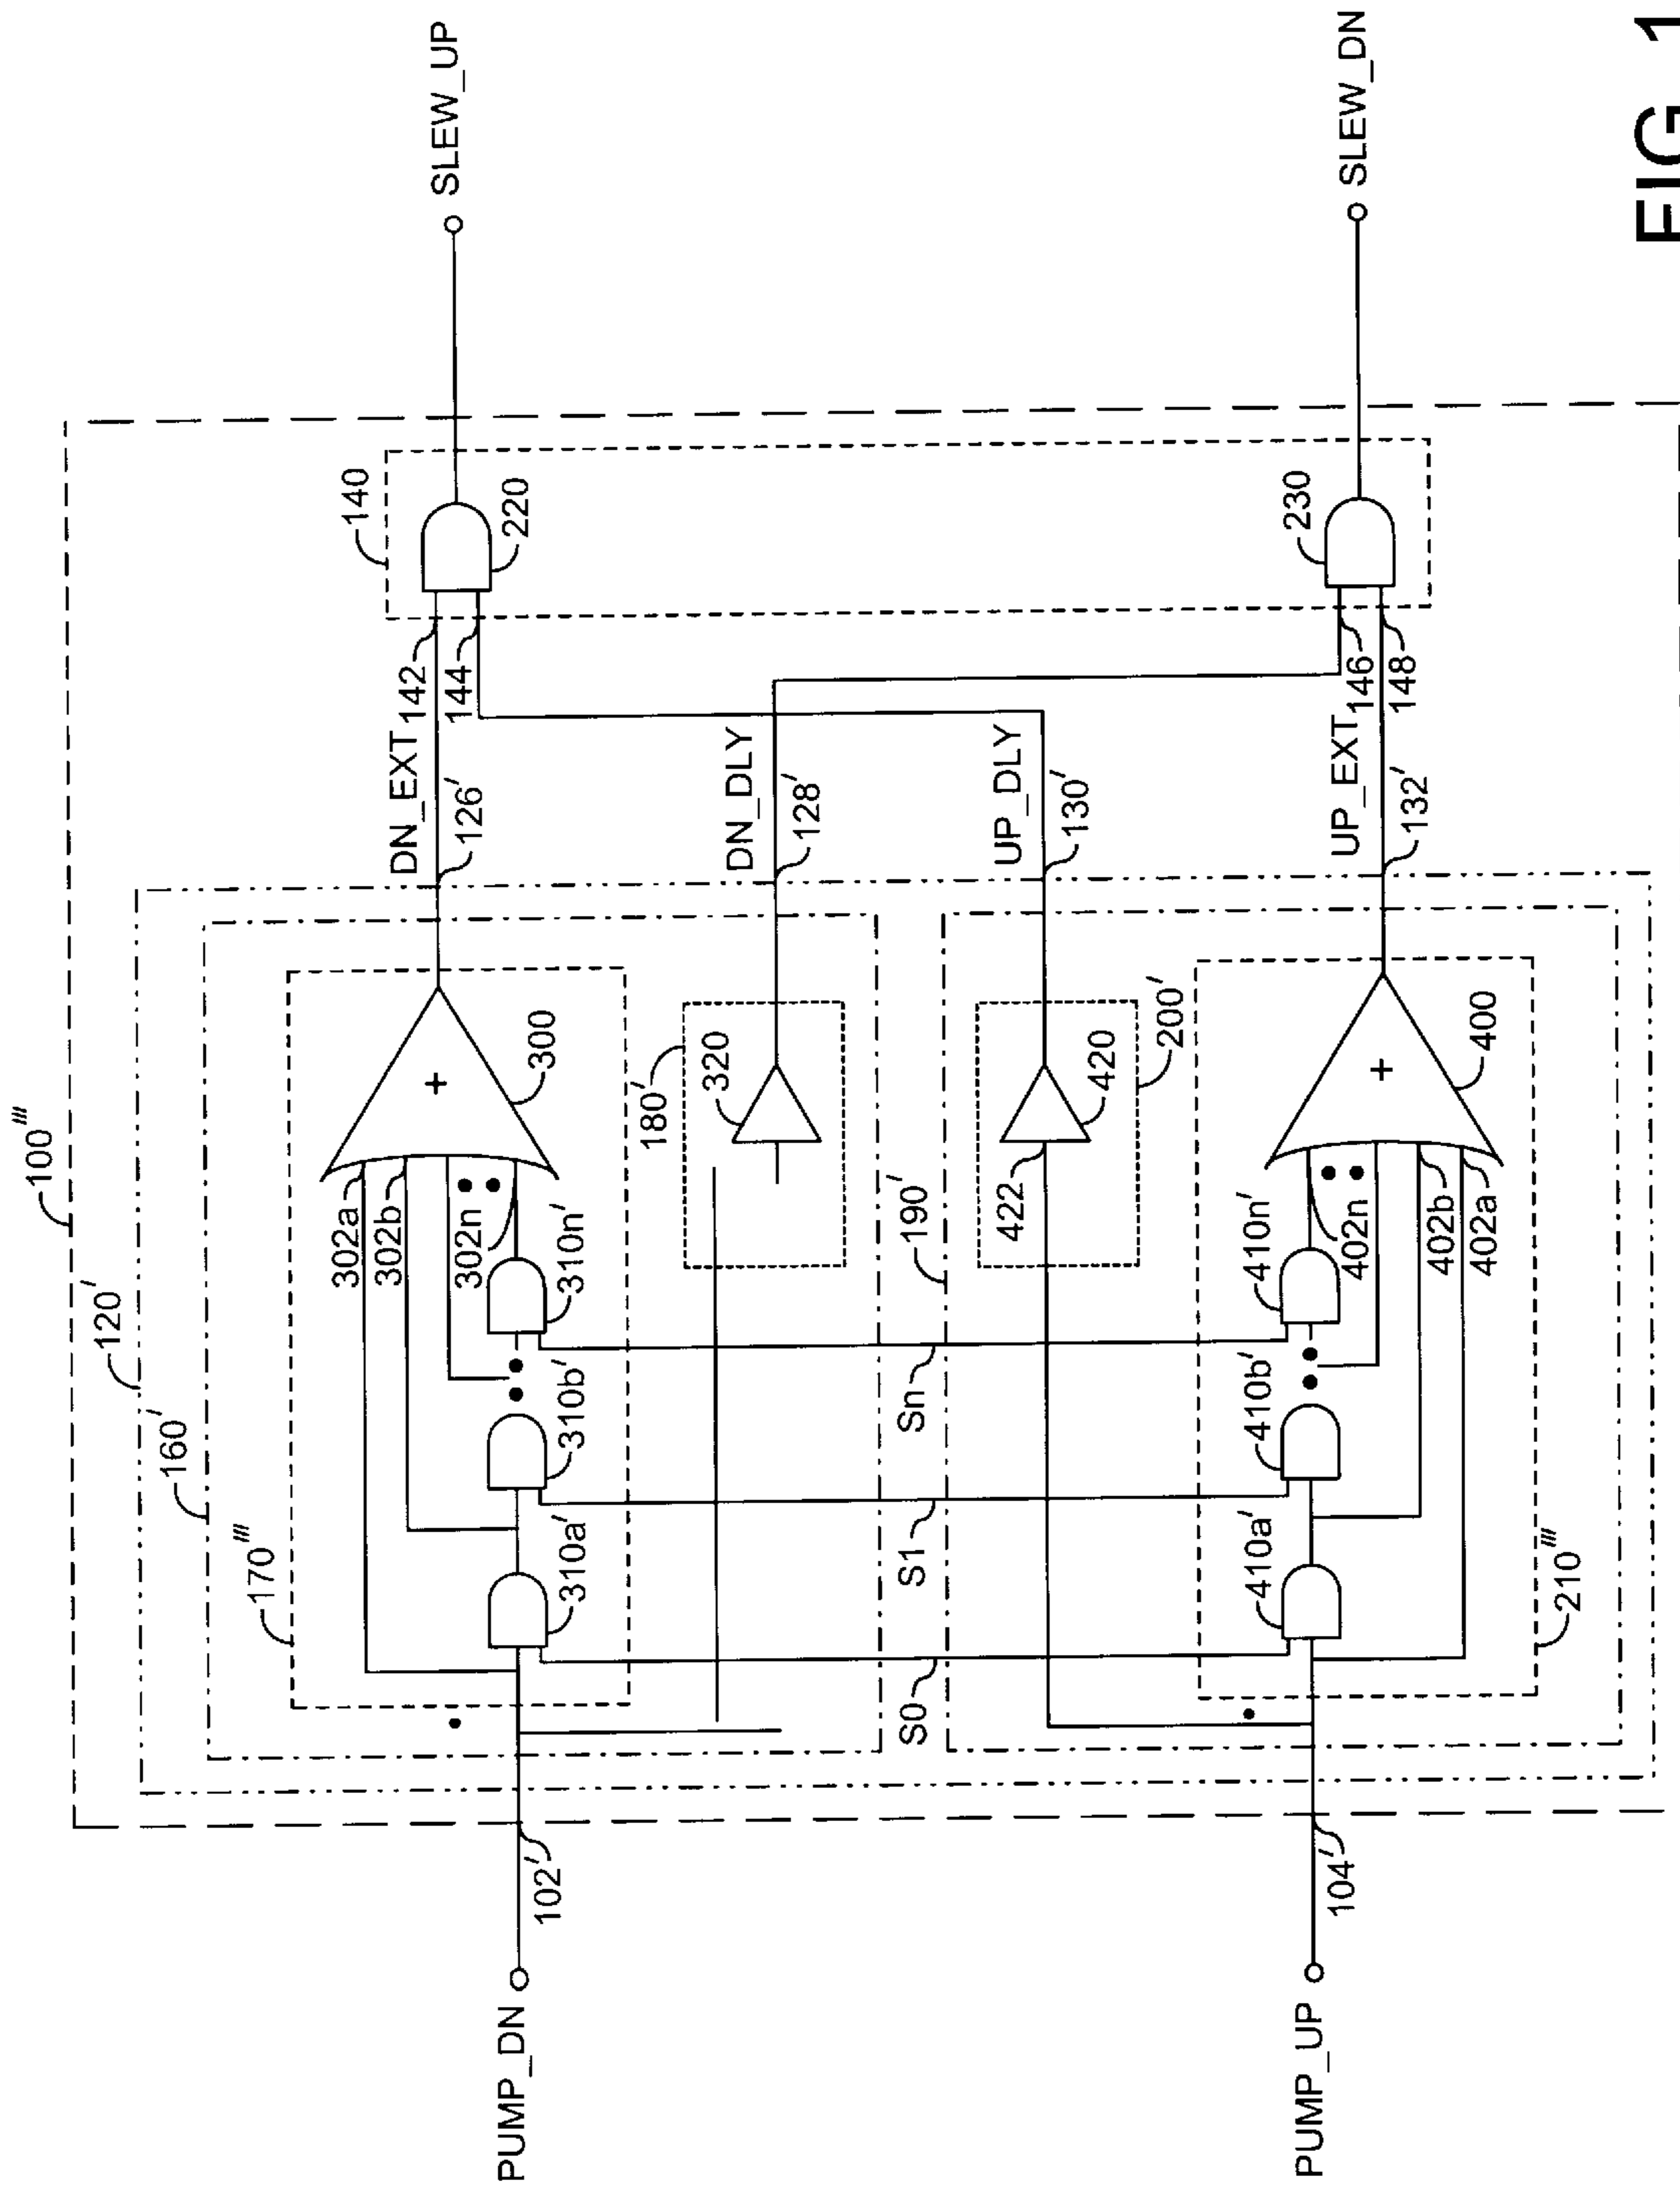 100'''
120'
160'
170'''
302a
302b
302n
310a'
310b'
310n'
+
300
DN_EXT
126'
142
144
140
220
SLEW_UP
PUMP_DN
102'
180'
320
DN_DLY
128'
S0
S1
Sn
190'
422
420
200'
UP_DLY
130'
PUMP_UP
104'
410a'
410b'
410n'
402n
402b
402a
+
400
210'''
UP_EXT
132'
146
148
230
SLEW_DN